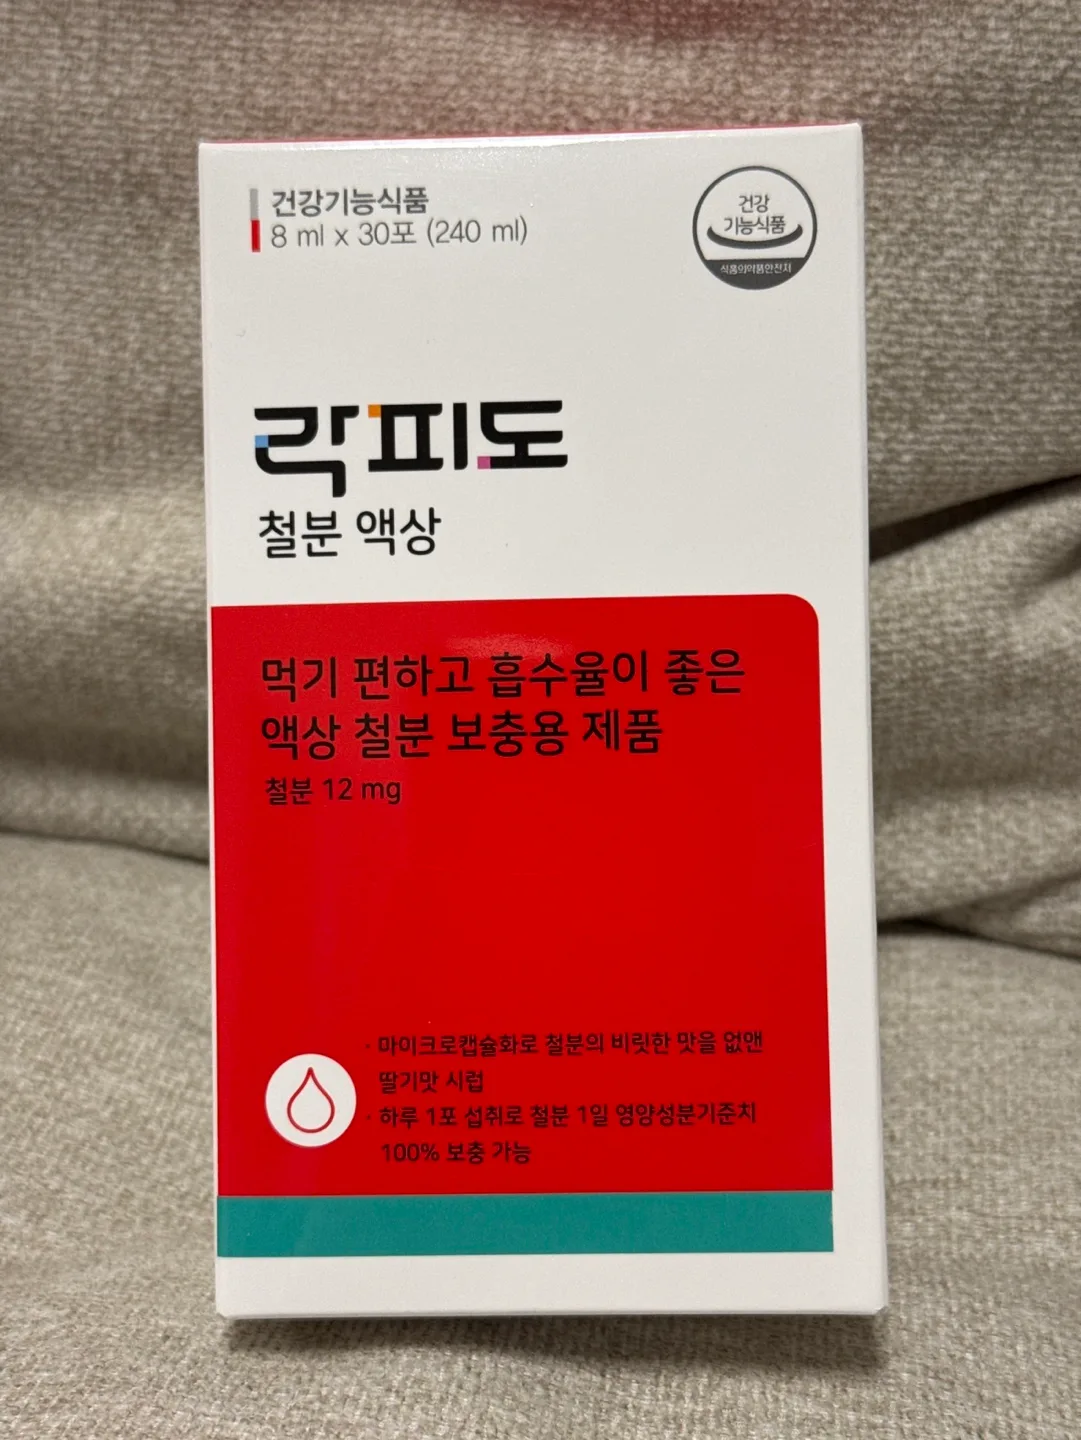 건강기능식품
8 ml x 30포 (240 ml)
건강
기능식품
식품의약품안전처
락피도
철분 액상
먹기 편하고 흡수율이 좋은
액상 철분 보충용 제품
철분 12 mg
· 마이크로캡슐화로 철분의 비릿한 맛을 없앤
딸기맛 시럽
· 하루 1포 섭취로 철분 1일 영양성분기준치
100% 보충 가능